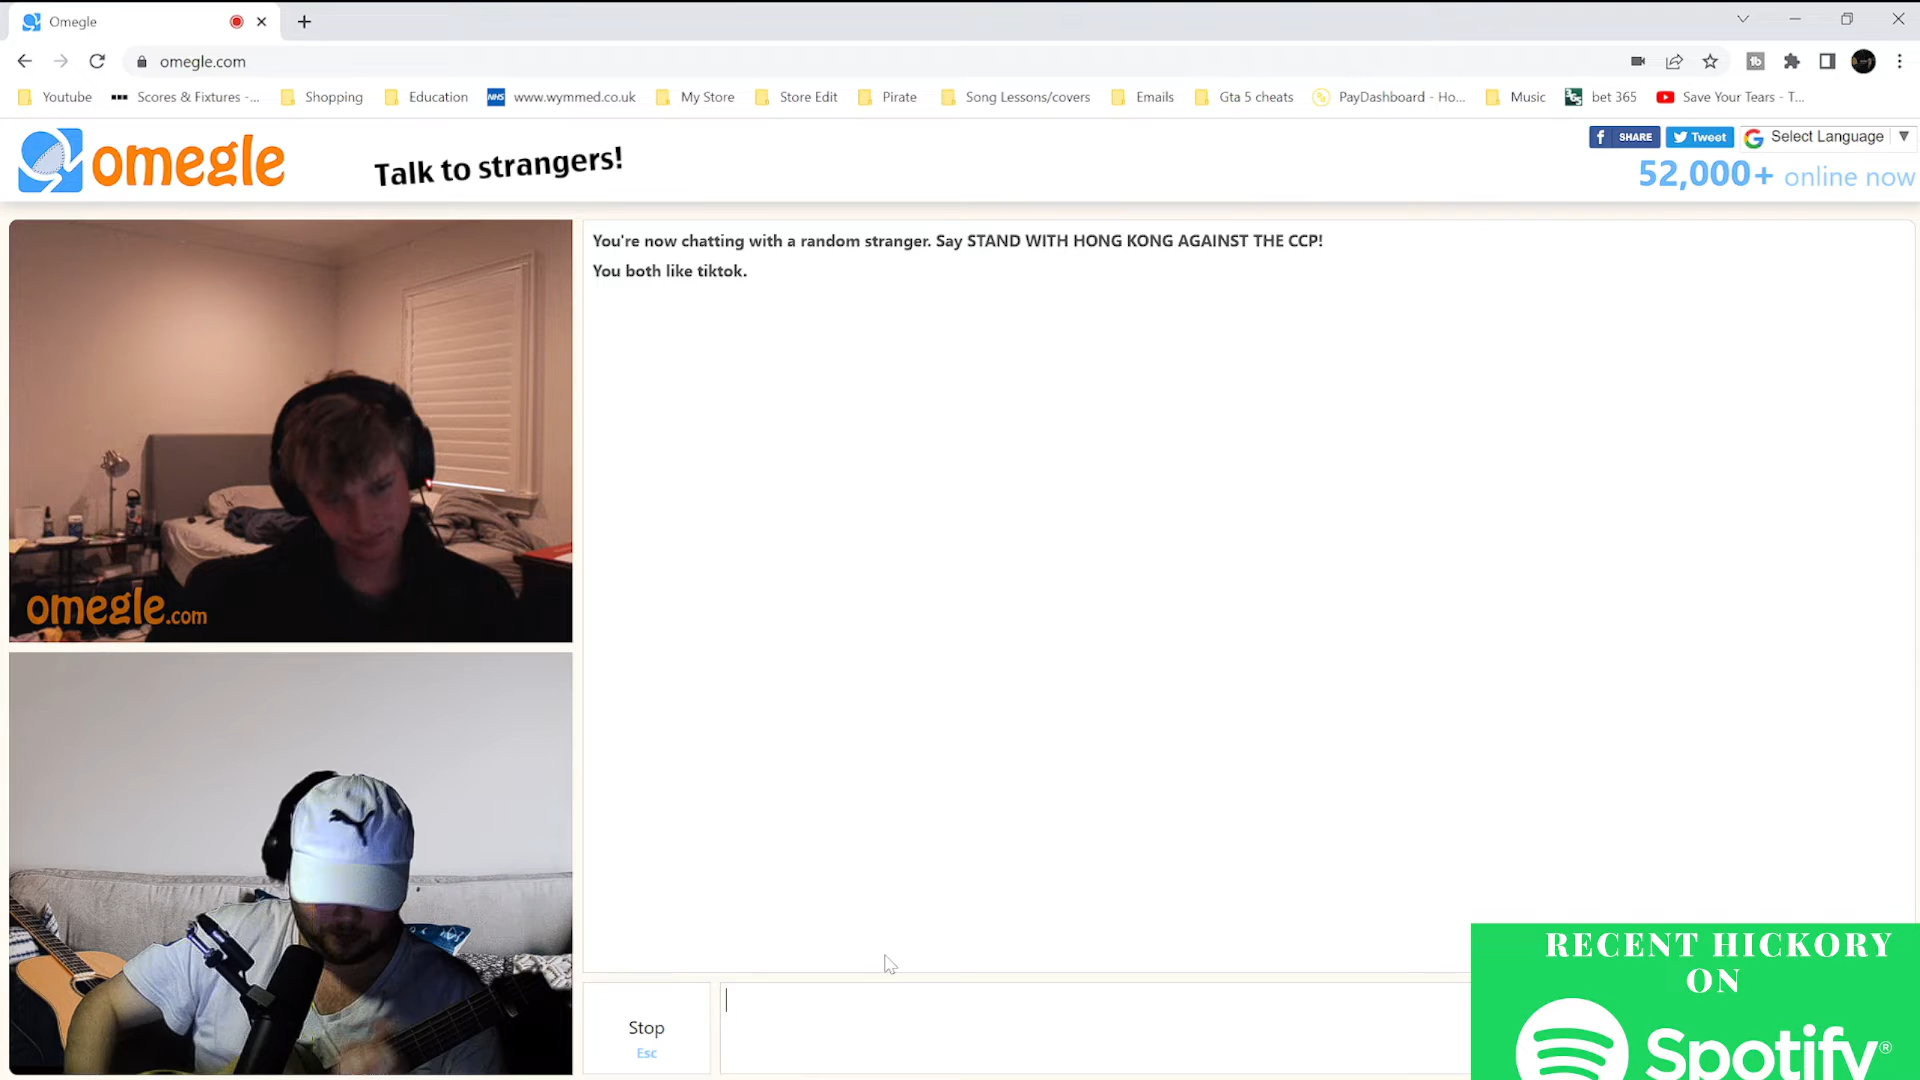 Omegle
omegle.com
Youtube
Scores & Fixtures -...
Shopping
Education
NHS
www.wymmed.co.uk
My Store
Store Edit
Pirate
Song Lessons/covers
Emails
Gta 5 cheats
PayDashboard - Ho...
Music
365
bet 365
Save Your Tears - T...
omegle
Talk to strangers!
f SHARE
Tweet
G Select Language ▼
52,000+ online now
You're now chatting with a random stranger. Say STAND WITH HONG KONG AGAINST THE CCP!
You both like tiktok.
omegle.com
Stop
Esc
RECENT HICKORY
ON
Spotify®